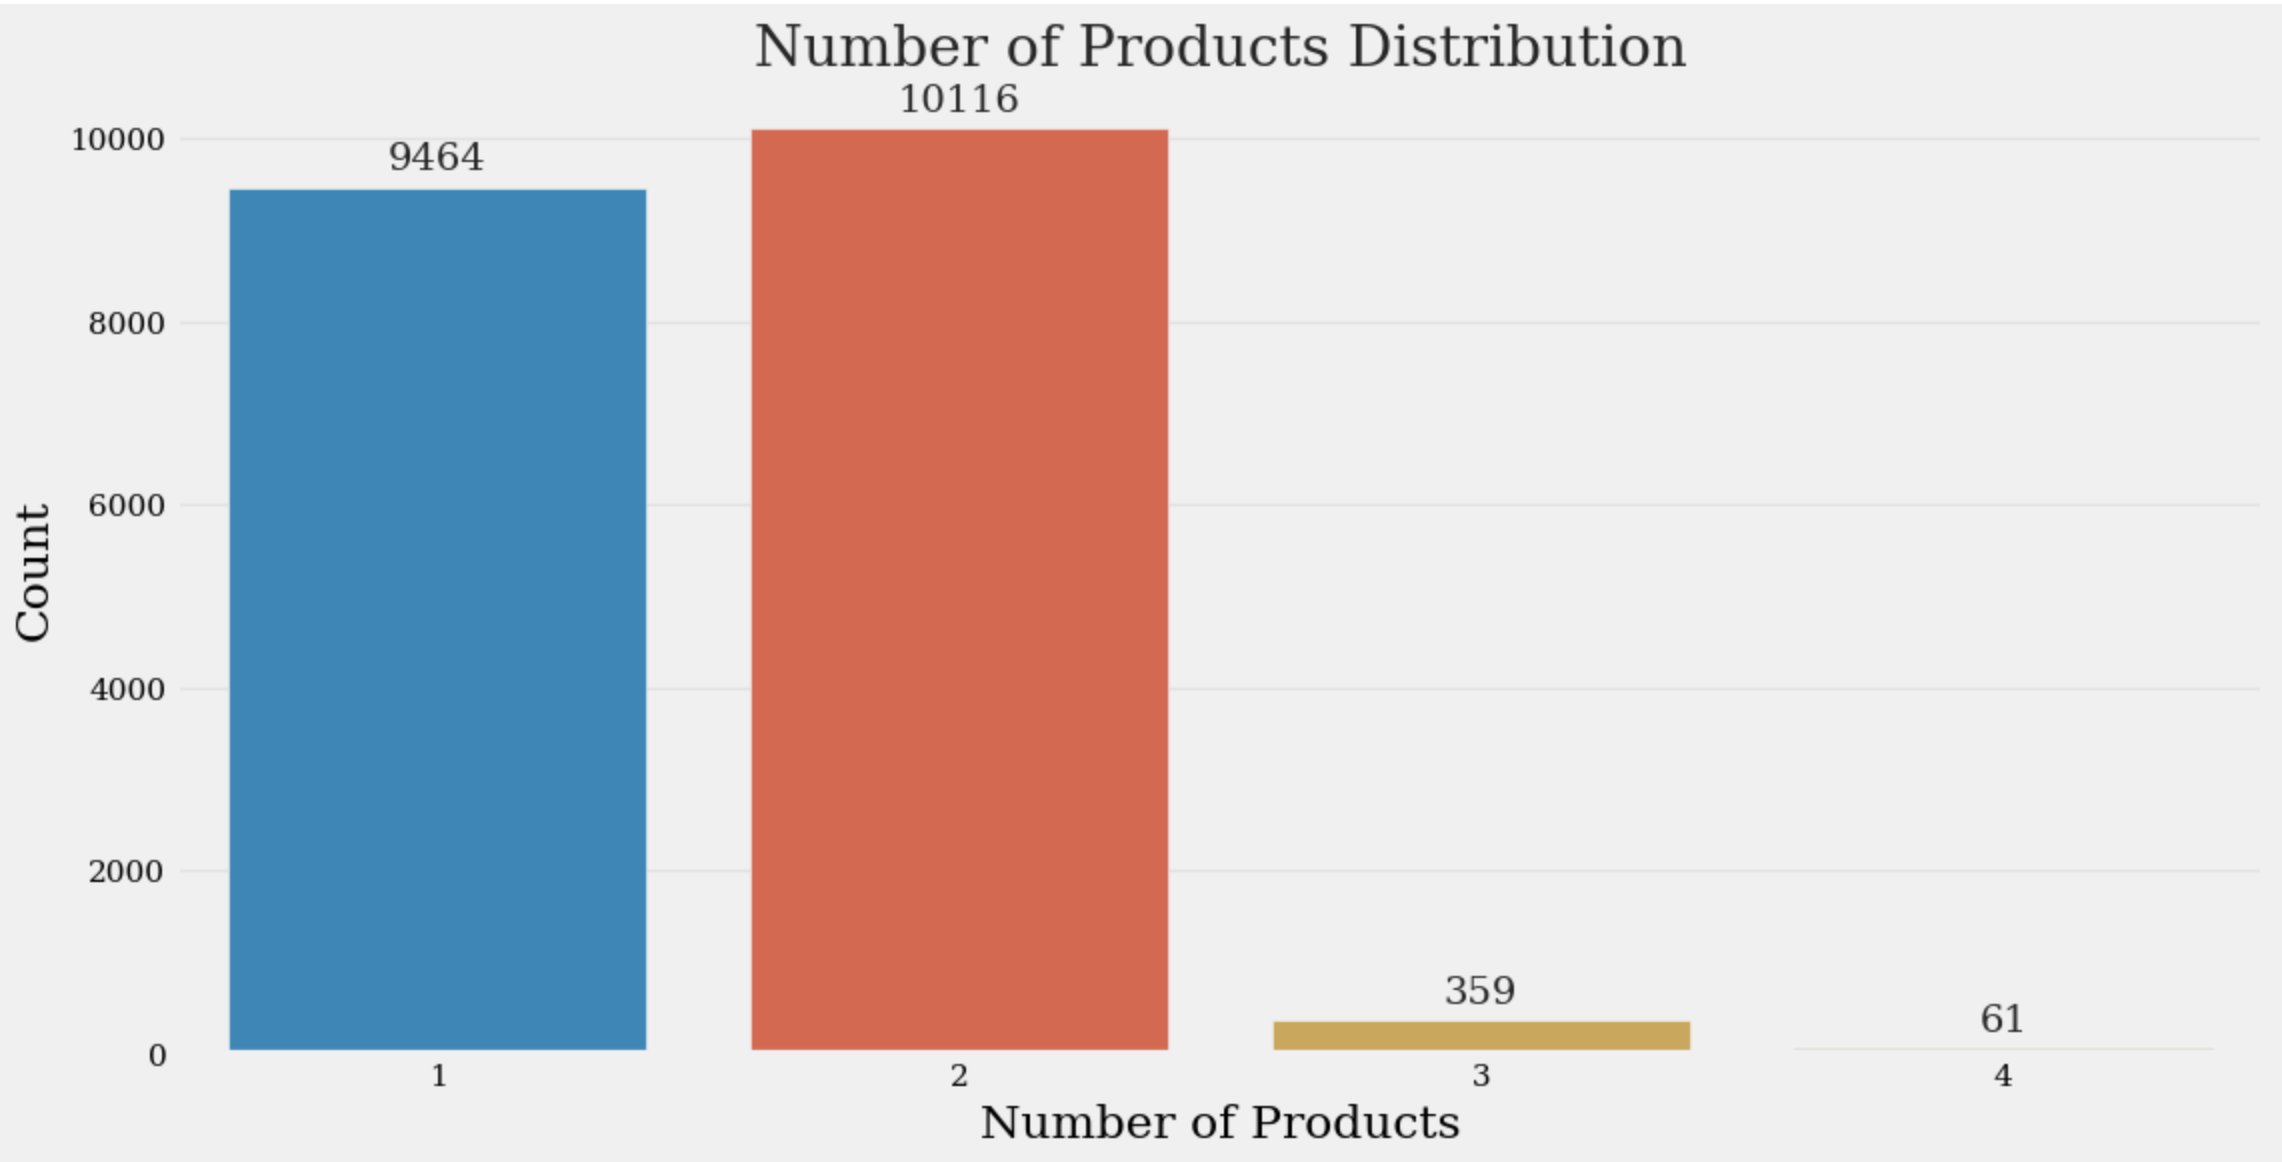 Number of Products Distribution
10116
10000
9464
8000
6000
Count
4000
2000
359
61
0
1 2 3 4
Number of Products